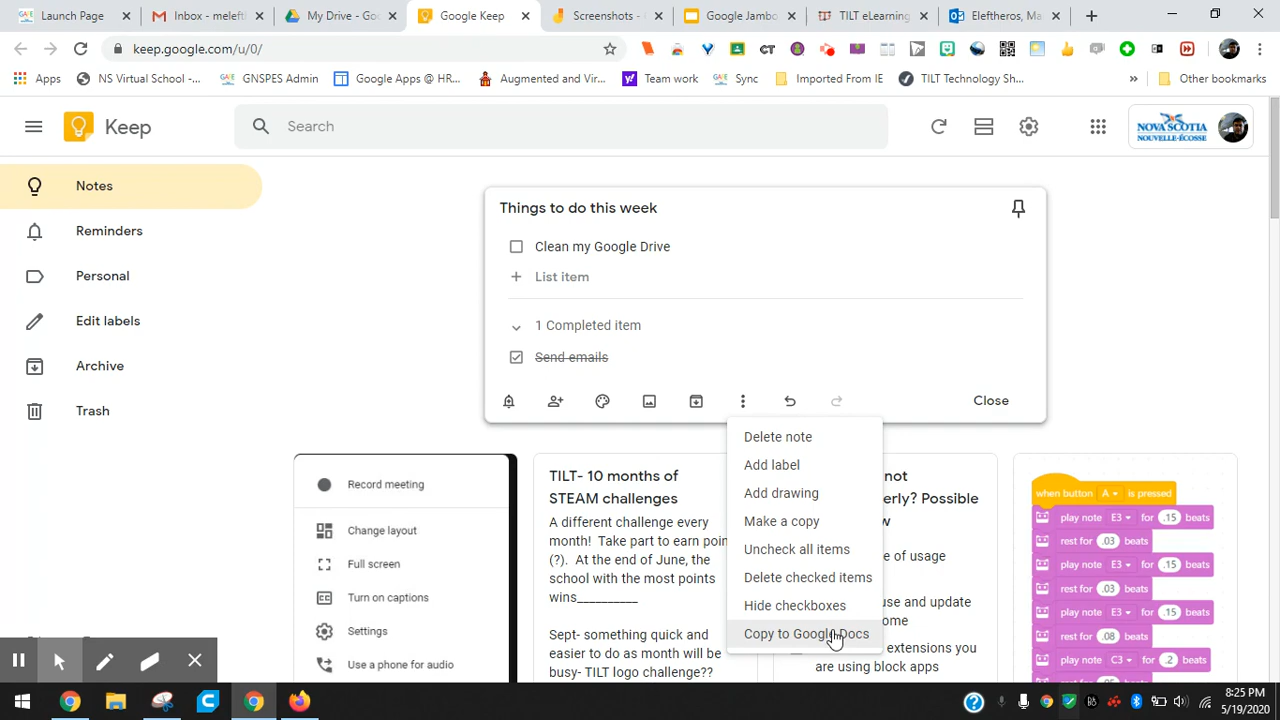 Launch Page
Inbox - meleft
My Drive - Goo
Google Keep
Screenshots -
Google Jamb
TILT eLearning
Eleftheros, Ma
keep.google.com/u/0/
Apps
NS Virtual School -...
GNSPES Admin
Google Apps @ HR...
Augmented and Vir...
Team work
Sync
Imported From IE
TILT Technology Sh...
»
Other bookmarks
Keep
Search
NOVA SCOTIA
NOUVELLE-ÉCOSSE
Notes
Reminders
Personal
Edit labels
Archive
Trash
Things to do this week
Clean my Google Drive
+ List item
1 Completed item
Send emails
Close
Delete note
Add label
Add drawing
Make a copy
Uncheck all items
Delete checked items
Hide checkboxes
Copy to Google Docs
Record meeting
Change layout
Full screen
Turn on captions
Settings
Use a phone for audio
TILT- 10 months of
STEAM challenges
A different challenge every
month! Take part to earn poin
(?). At the end of June, the
school with the most points
wins__________
Sept- something quick and
easier to do as month will be
busy- TILT logo challenge??
not
erly? Possible
w
e of usage
use and update
ome
extensions you
are using block apps
when button A is pressed
play note E3 for .15 beats
rest for .03 beats
play note E3 for .15 beats
rest for .03 beats
play note E3 for .15 beats
rest for .08 beats
play note C3 for .2 beats
8:25 PM
5/19/2020